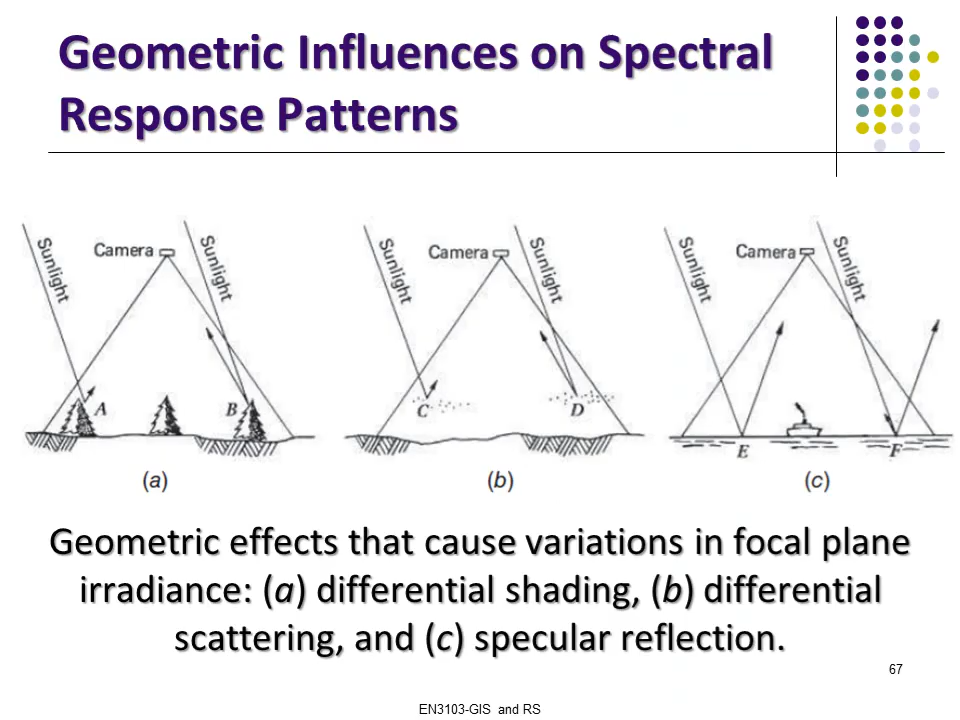 Geometric Influences on Spectral
Response Patterns
Sunlight
Camera
Sunlight
A
B
(a)
Sunlight
Camera
Sunlight
C
D
(b)
Sunlight
Camera
Sunlight
E
F
(c)
Geometric effects that cause variations in focal plane
irradiance: (a) differential shading, (b) differential
scattering, and (c) specular reflection.
67
EN3103-GIS and RS